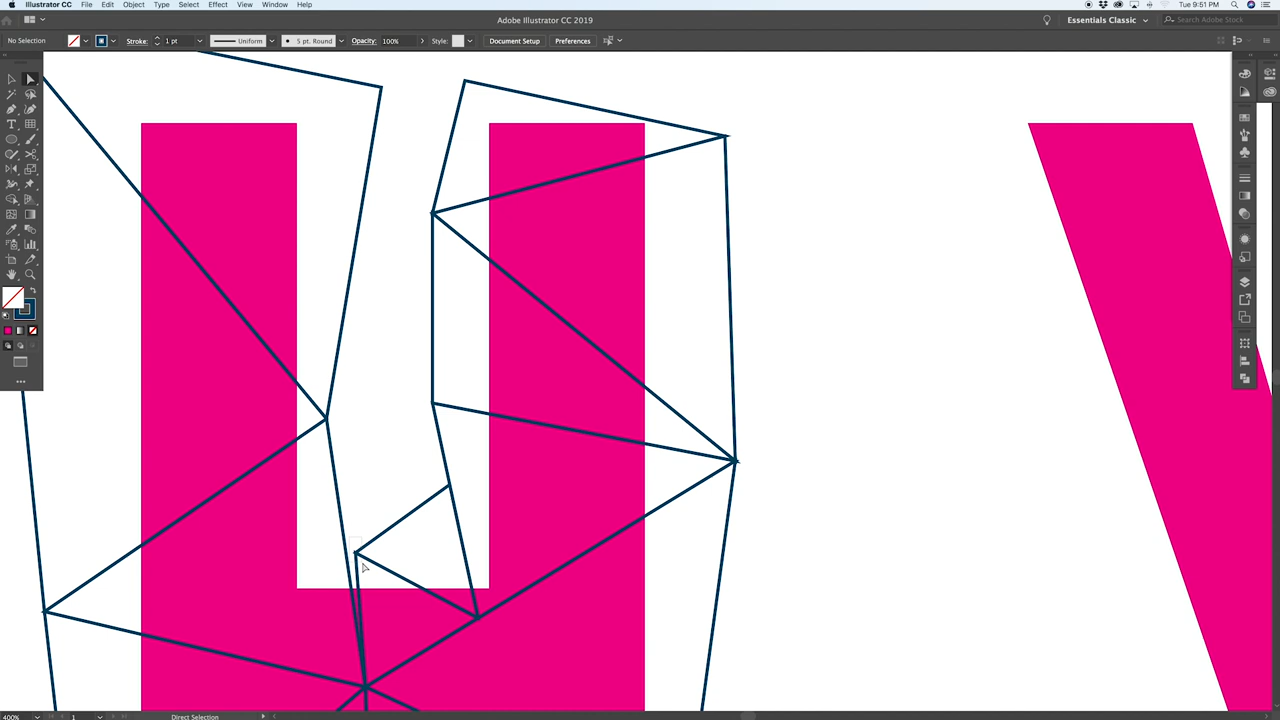 Illustrator CC File Edit Object Type Select Effect View Window Help Tue 9:51 PM
Adobe Illustrator CC 2019 Essentials Classic Search Adobe Stock
No Selection Stroke: 1 pt Uniform 5 pt. Round Opacity: 100% Style: Document Setup Preferences
400% 1 Direct Selection